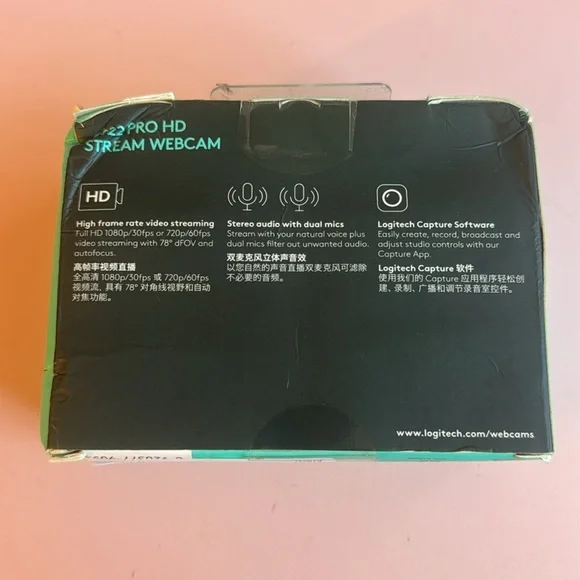 PRO HD
STREAM WEBCAM
HD
High frame rate video streaming
Full HD 1080p/30fps or 720p/60fps
video streaming with 78° dFOV and
autofocus.
高帧率视频直播
全高清 1080p/30fps 或 720p/60fps
视频流，具有 78° 对角线视野和自动
对焦功能。
Stereo audio with dual mics
Stream with your natural voice plus
dual mics filter out unwanted audio.
双麦克风立体声音效
以您自然的声音直播双麦克风可滤除
不必要的音频。
Logitech Capture Software
Easily create, record, broadcast and
adjust studio controls with our
Capture App.
Logitech Capture 软件
使用我们的 Capture 应用程序轻松创
建、录制、广播和调节录音室控件。
www.logitech.com/webcams